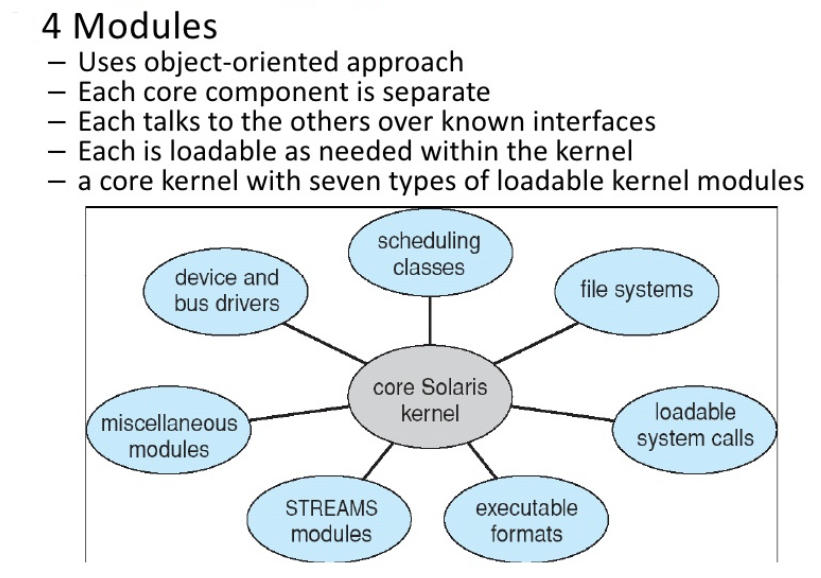 4 Modules
– Uses object-oriented approach
– Each core component is separate
– Each talks to the others over known interfaces
– Each is loadable as needed within the kernel
– a core kernel with seven types of loadable kernel modules
scheduling
classes
device and
bus drivers
file systems
core Solaris
kernel
miscellaneous
modules
loadable
system calls
STREAMS
modules
executable
formats